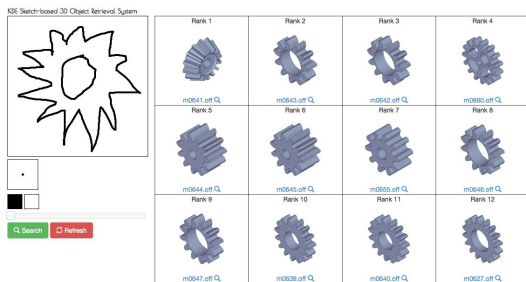 KDE Sketch-based 3D Object Retrieval System
Rank 1
Rank 2
Rank 3
Rank 4
m0641.off
m0643.off
m0642.off
m0860.off
Rank 5
Rank 6
Rank 7
Rank 8
m0644.off
m0645.off
m0655.off
m0646.off
Rank 9
Rank 10
Rank 11
Rank 12
m0647.off
m0639.off
m0640.off
m0627.off
Search
Refresh